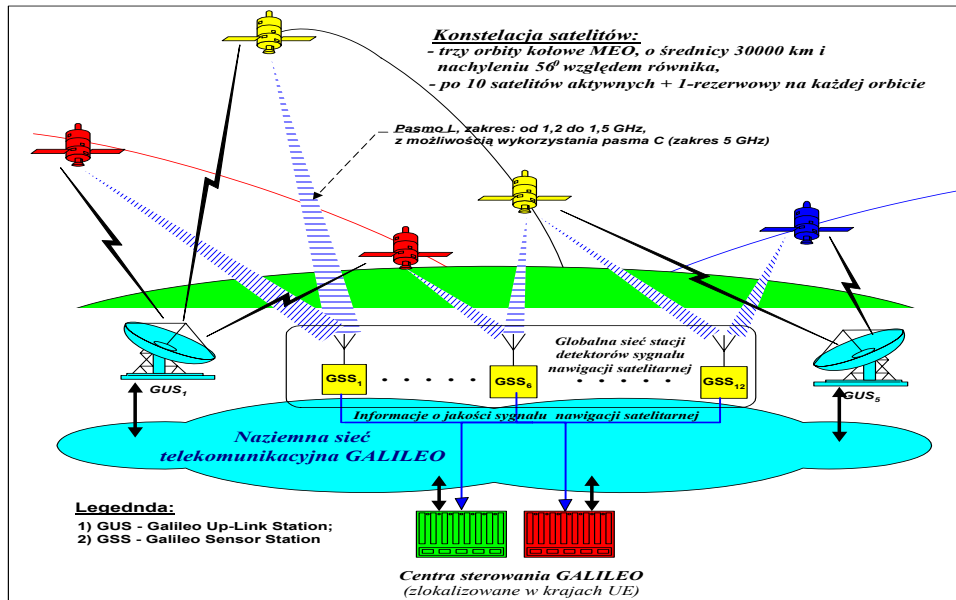 Konstelacja satelitów:
- trzy orbity kołowe MEO, o średnicy 30000 km i
nachyleniu 56⁰ względem równika,
- po 10 satelitów aktywnych + 1-rezerwowy na każdej orbicie
Pasmo L, zakres: od 1,2 do 1,5 GHz,
z możliwością wykorzystania pasma C (zakres 5 GHz)
Globalna sieć stacji
detektorów sygnału
nawigacji satelitarnej
GUS₁
GSS₁
GSS₆
GSS₁₂
GUS₅
Informacje o jakości sygnału nawigacji satelitarnej
Naziemna sieć
telekomunikacyjna GALILEO
Legednda:
1) GUS - Galileo Up-Link Station;
2) GSS - Galileo Sensor Station
Centra sterowania GALILEO
(zlokalizowane w krajach UE)